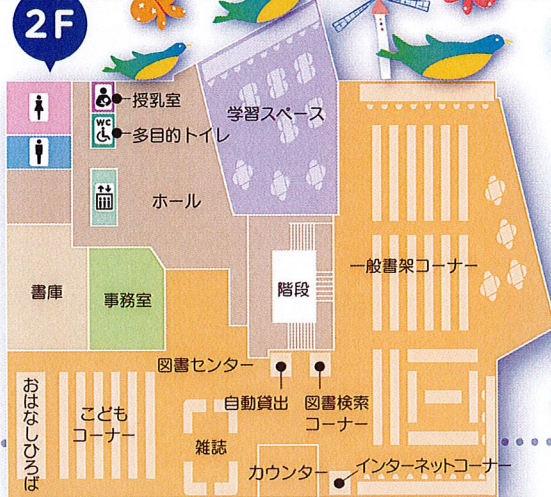 2F
授乳室
WC
多目的トイレ
学習スペース
ホール
一般書架コーナー
書庫
事務室
階段
図書センター
自動貸出
図書検索
コーナー
おはなしひろば
こども
コーナー
雑誌
カウンター
インターネットコーナー